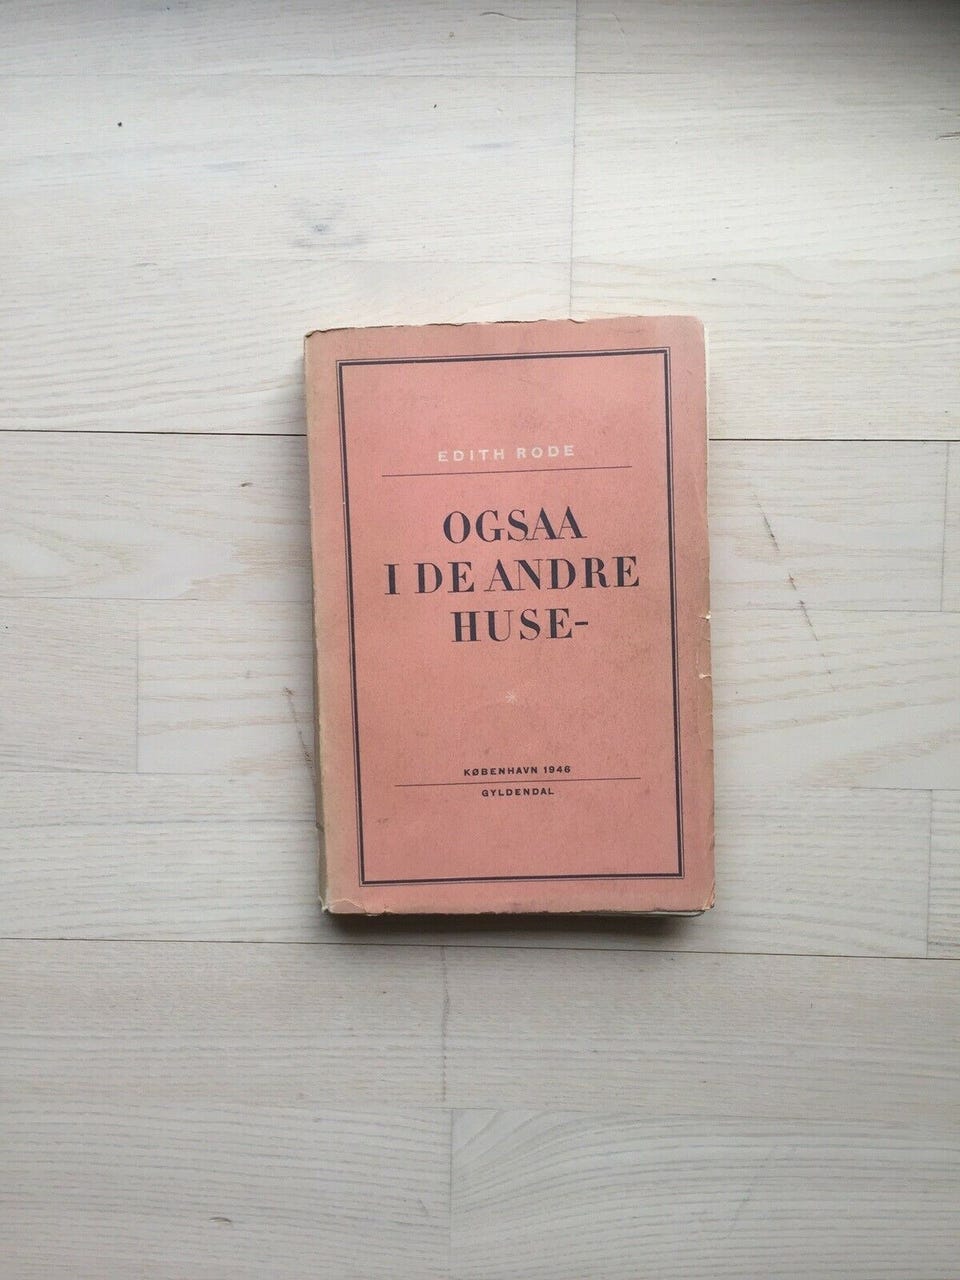 EDITH RODE
OGSAA
I DE ANDRE
HUSE-
KØBENHAVN 1946
GYLDENDAL